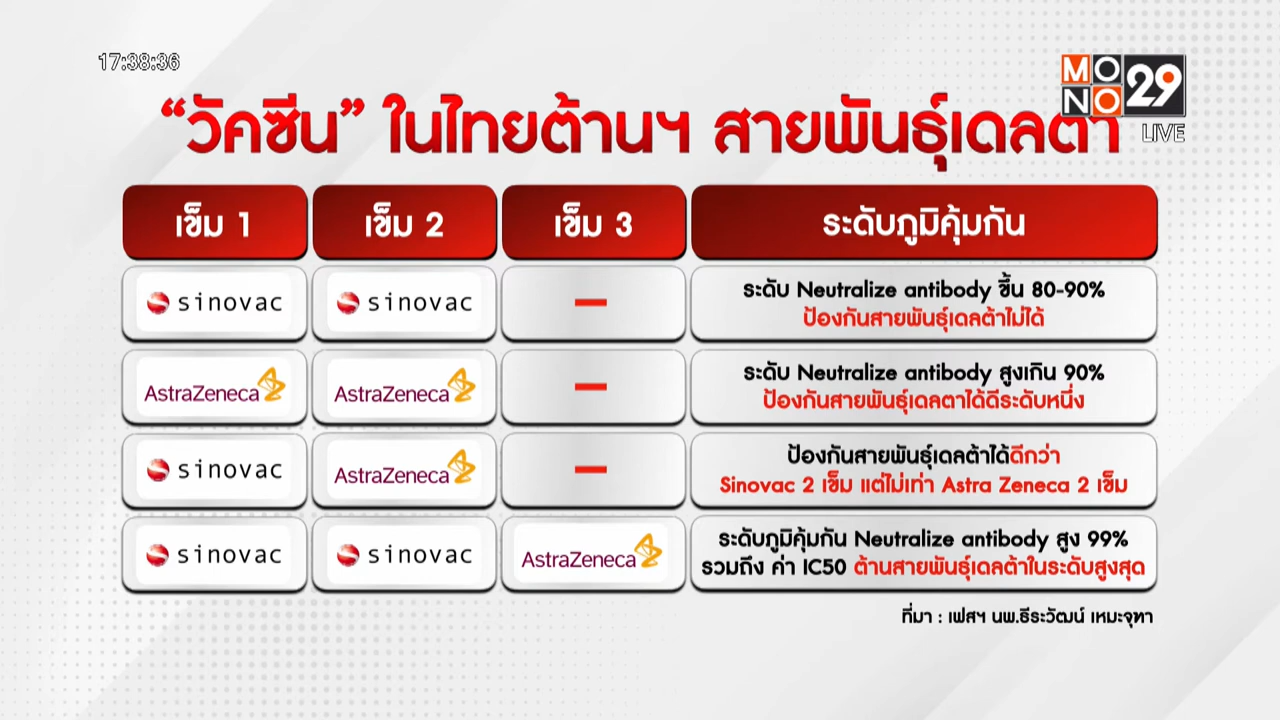 17:38:36
MONO 29
LIVE
“วัคซีน” ในไทยต้านฯ สายพันธุ์เดลตา
เข็ม 1 เข็ม 2 เข็ม 3 ระดับภูมิคุ้มกัน
sinovac sinovac — ระดับ Neutralize antibody ขึ้น 80-90%
ป้องกันสายพันธุ์เดลต้าไม่ได้
AstraZeneca AstraZeneca — ระดับ Neutralize antibody สูงเกิน 90%
ป้องกันสายพันธุ์เดลตาได้ดีระดับหนึ่ง
sinovac AstraZeneca — ป้องกันสายพันธุ์เดลต้าได้ดีกว่า
Sinovac 2 เข็ม แต่ไม่เท่า Astra Zeneca 2 เข็ม
sinovac sinovac AstraZeneca ระดับภูมิคุ้มกัน Neutralize antibody สูง 99%
รวมถึง ค่า IC50 ต้านสายพันธุ์เดลต้าในระดับสูงสุด
ที่มา : เฟสฯ นพ.ธีระวัฒน์ เหมะจุฑา